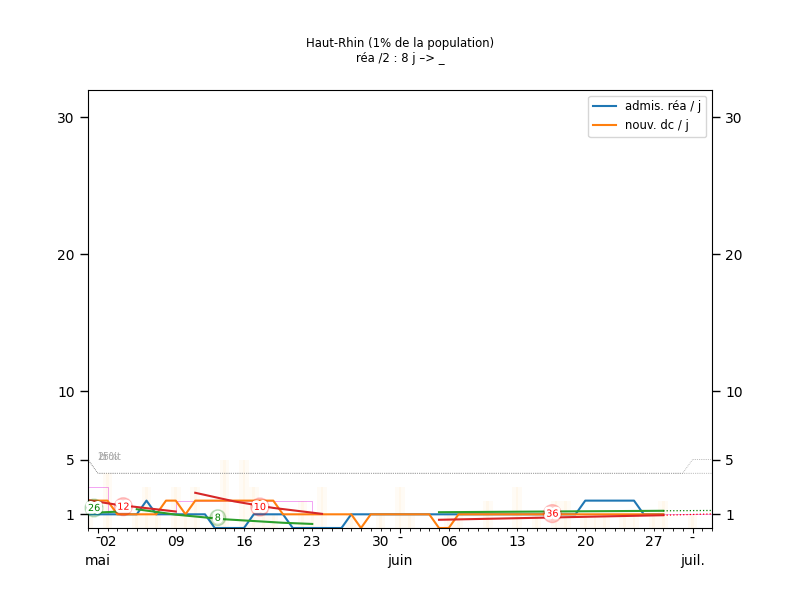 Haut-Rhin (1% de la population)
réa /2 : 8 j –> _
admis. réa / j
nouv. dc / j
30 30
20 20
10 10
5 5
1 1
26 12 8 10 36
02 09 16 23 30 - 06 13 20 27 -
mai juin juil.